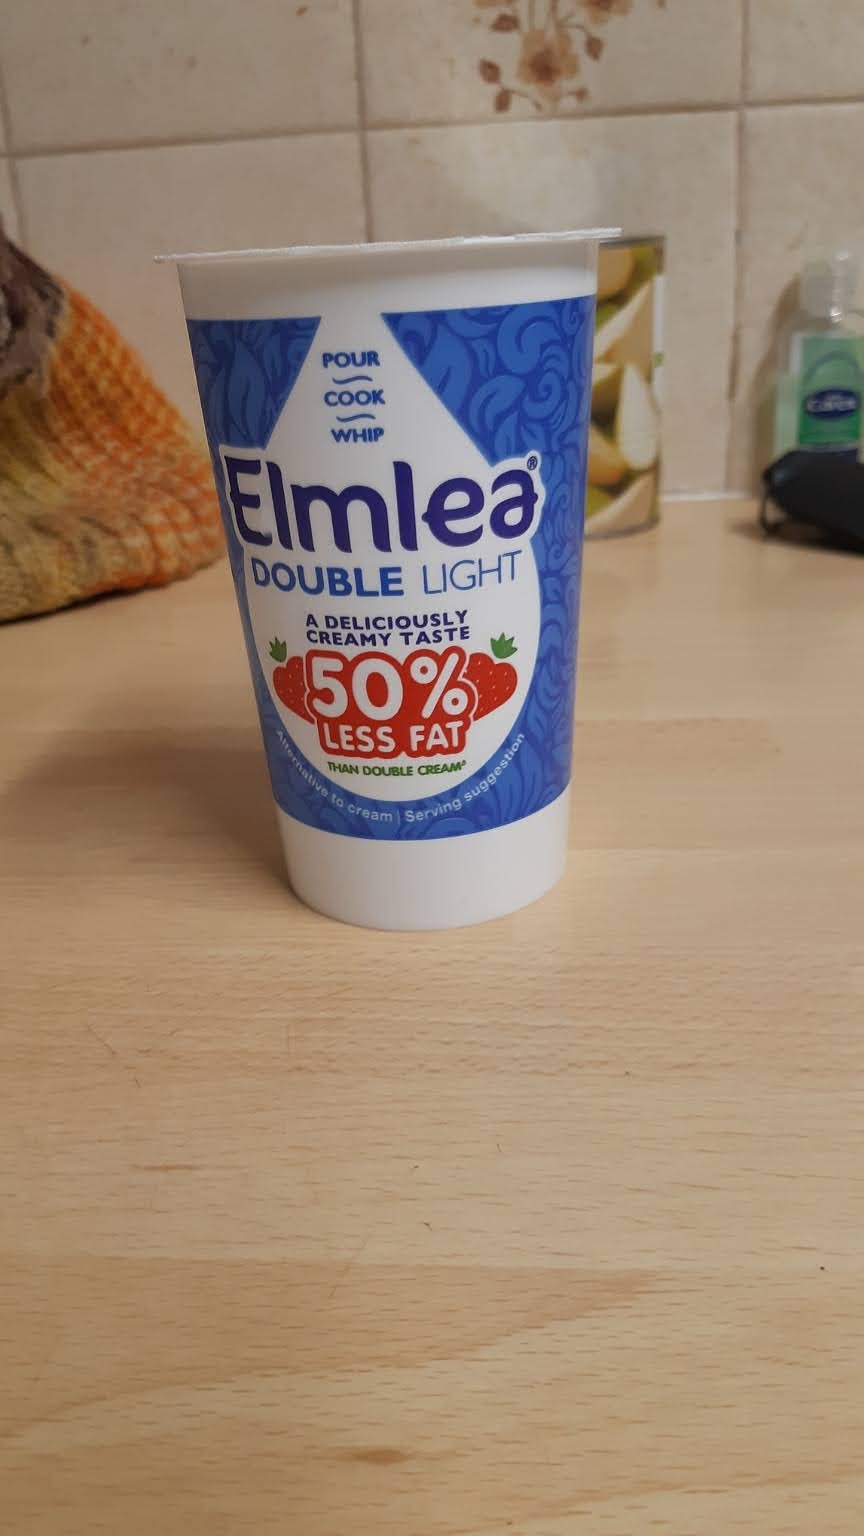 POUR
COOK
WHIP
Elmlea®
DOUBLE LIGHT
A DELICIOUSLY
CREAMY TASTE
50%
LESS FAT
THAN DOUBLE CREAM
Alternative to cream | Serving suggestion
Carex